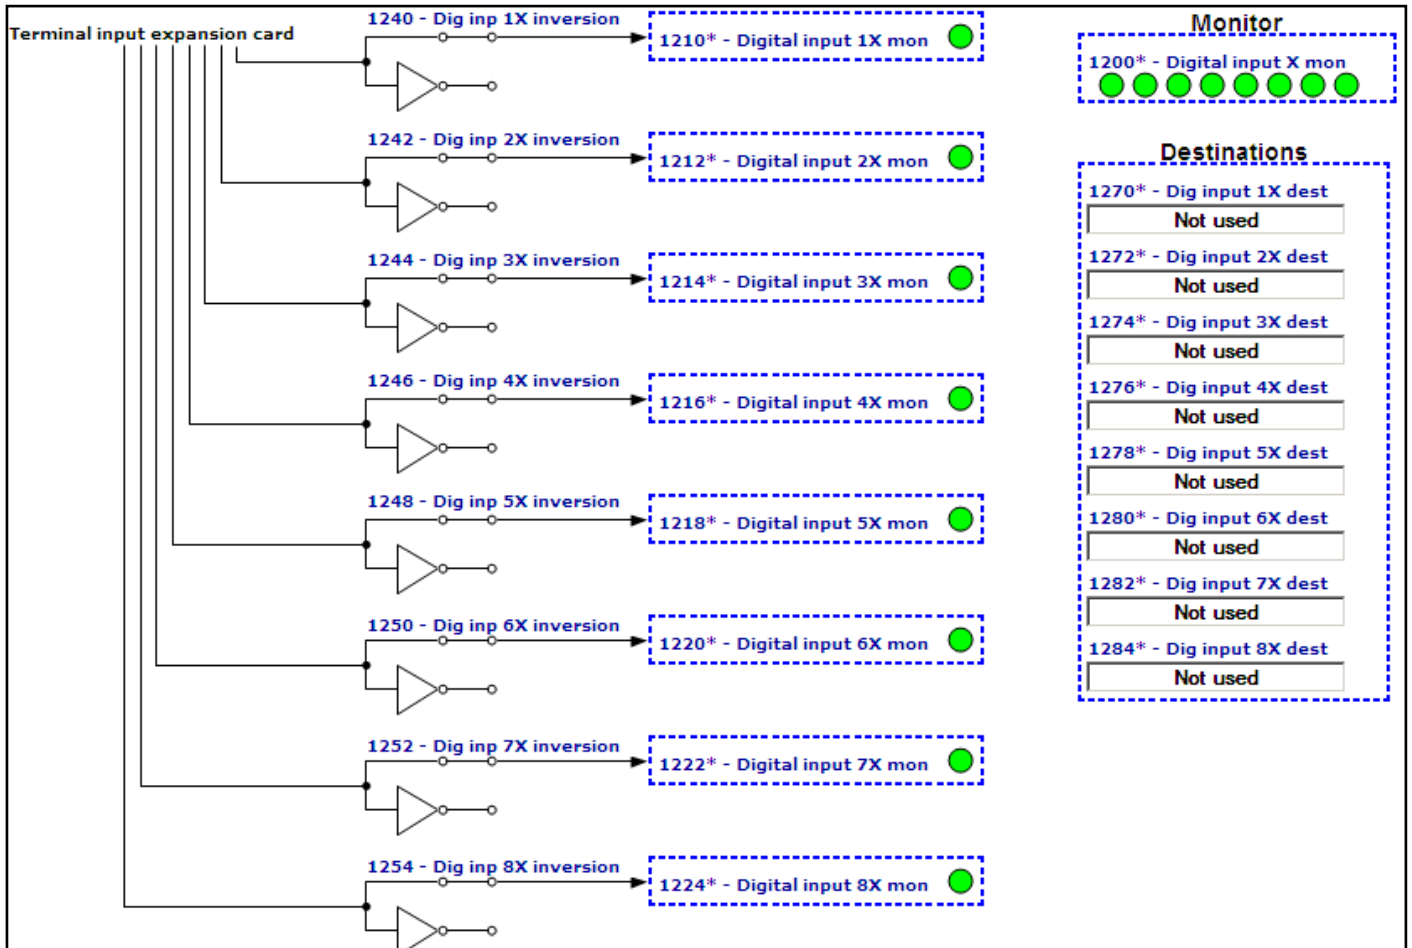 Terminal input expansion card
1240 - Dig inp 1X inversion
1210* - Digital input 1X mon
1242 - Dig inp 2X inversion
1212* - Digital input 2X mon
1244 - Dig inp 3X inversion
1214* - Digital input 3X mon
1246 - Dig inp 4X inversion
1216* - Digital input 4X mon
1248 - Dig inp 5X inversion
1218* - Digital input 5X mon
1250 - Dig inp 6X inversion
1220* - Digital input 6X mon
1252 - Dig inp 7X inversion
1222* - Digital input 7X mon
1254 - Dig inp 8X inversion
1224* - Digital input 8X mon
Monitor
1200* - Digital input X mon
Destinations
1270* - Dig input 1X dest
Not used
1272* - Dig input 2X dest
Not used
1274* - Dig input 3X dest
Not used
1276* - Dig input 4X dest
Not used
1278* - Dig input 5X dest
Not used
1280* - Dig input 6X dest
Not used
1282* - Dig input 7X dest
Not used
1284* - Dig input 8X dest
Not used